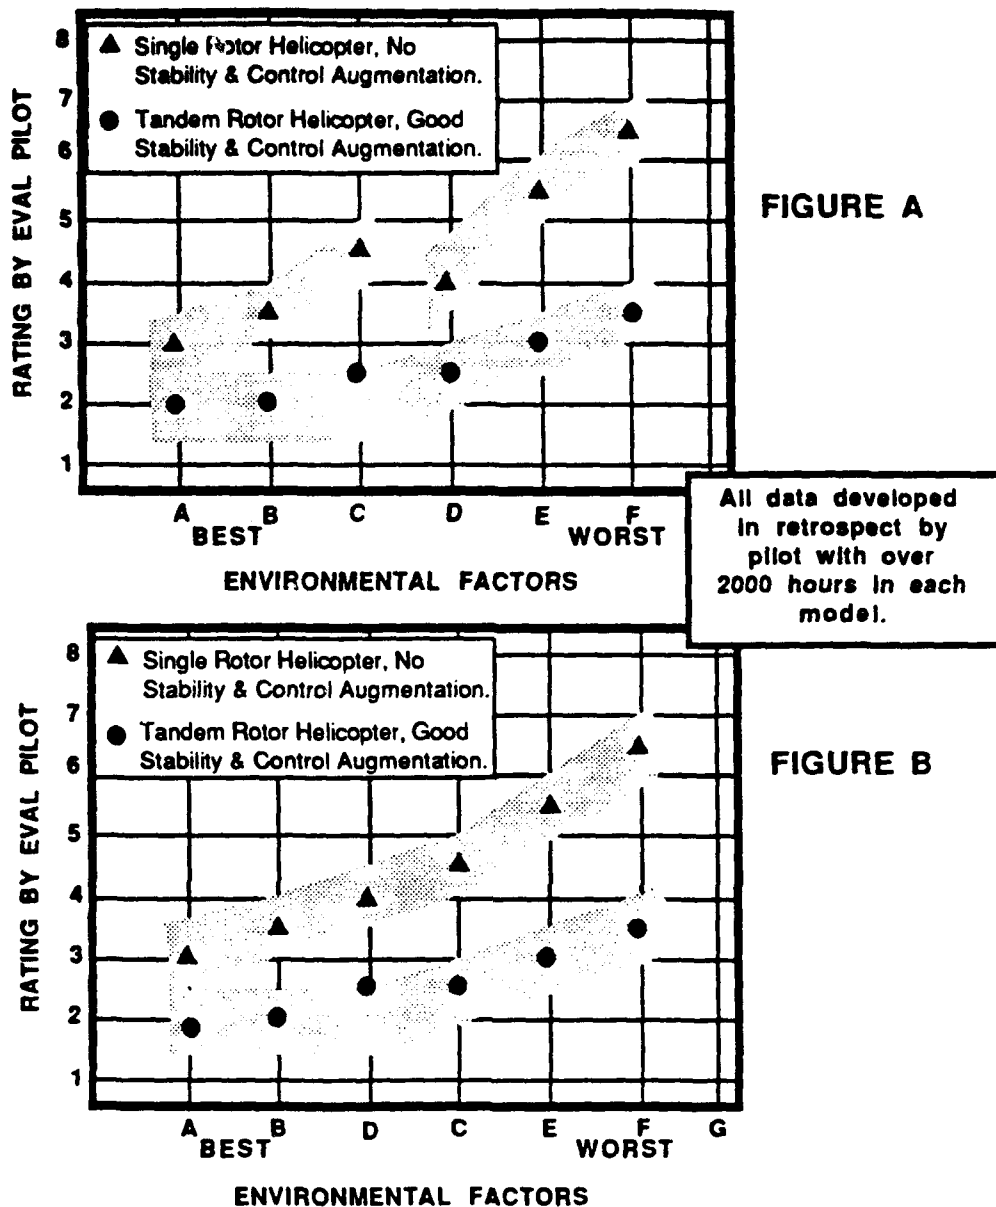 8
7
6
5
4
3
2
1
RATING BY EVAL PILOT
Single Rotor Helicopter, No
Stability & Control Augmentation.
Tandem Rotor Helicopter, Good
Stability & Control Augmentation.
FIGURE A
A B C D E F
BEST WORST
ENVIRONMENTAL FACTORS
All data developed
in retrospect by
pilot with over
2000 hours in each
model.
8
7
6
5
4
3
2
1
RATING BY EVAL PILOT
Single Rotor Helicopter, No
Stability & Control Augmentation.
Tandem Rotor Helicopter, Good
Stability & Control Augmentation.
FIGURE B
A B D C E F G
BEST WORST
ENVIRONMENTAL FACTORS